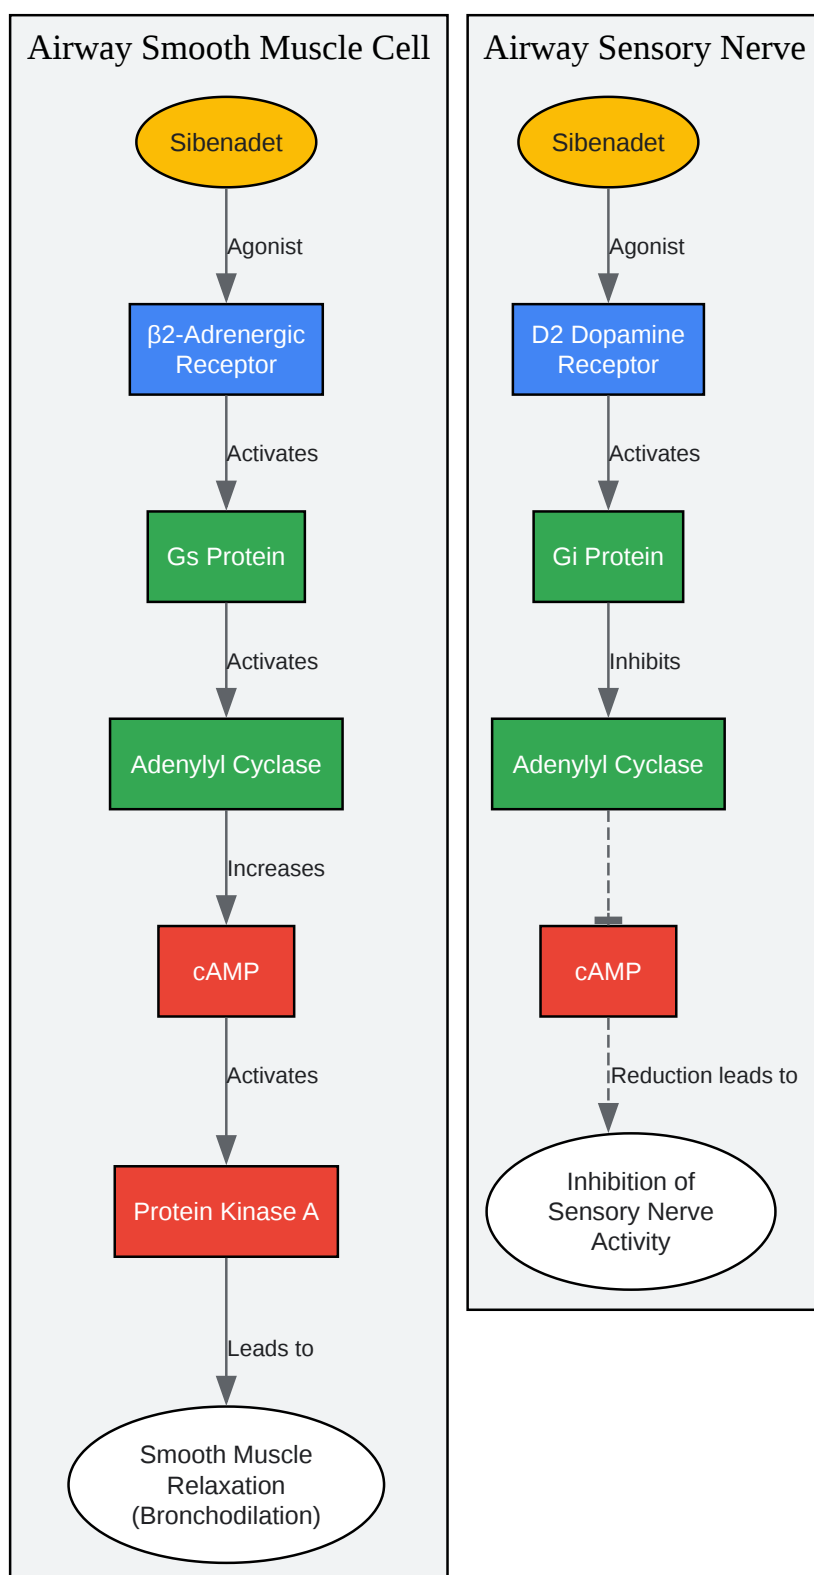 Airway Smooth Muscle Cell
Sibenadet
Agonist
β2-Adrenergic
Receptor
Activates
Gs Protein
Activates
Adenylyl Cyclase
Increases
cAMP
Activates
Protein Kinase A
Leads to
Smooth Muscle
Relaxation
(Bronchodilation)
Airway Sensory Nerve
Sibenadet
Agonist
D2 Dopamine
Receptor
Activates
Gi Protein
Inhibits
Adenylyl Cyclase
cAMP
Reduction leads to
Inhibition of
Sensory Nerve
Activity